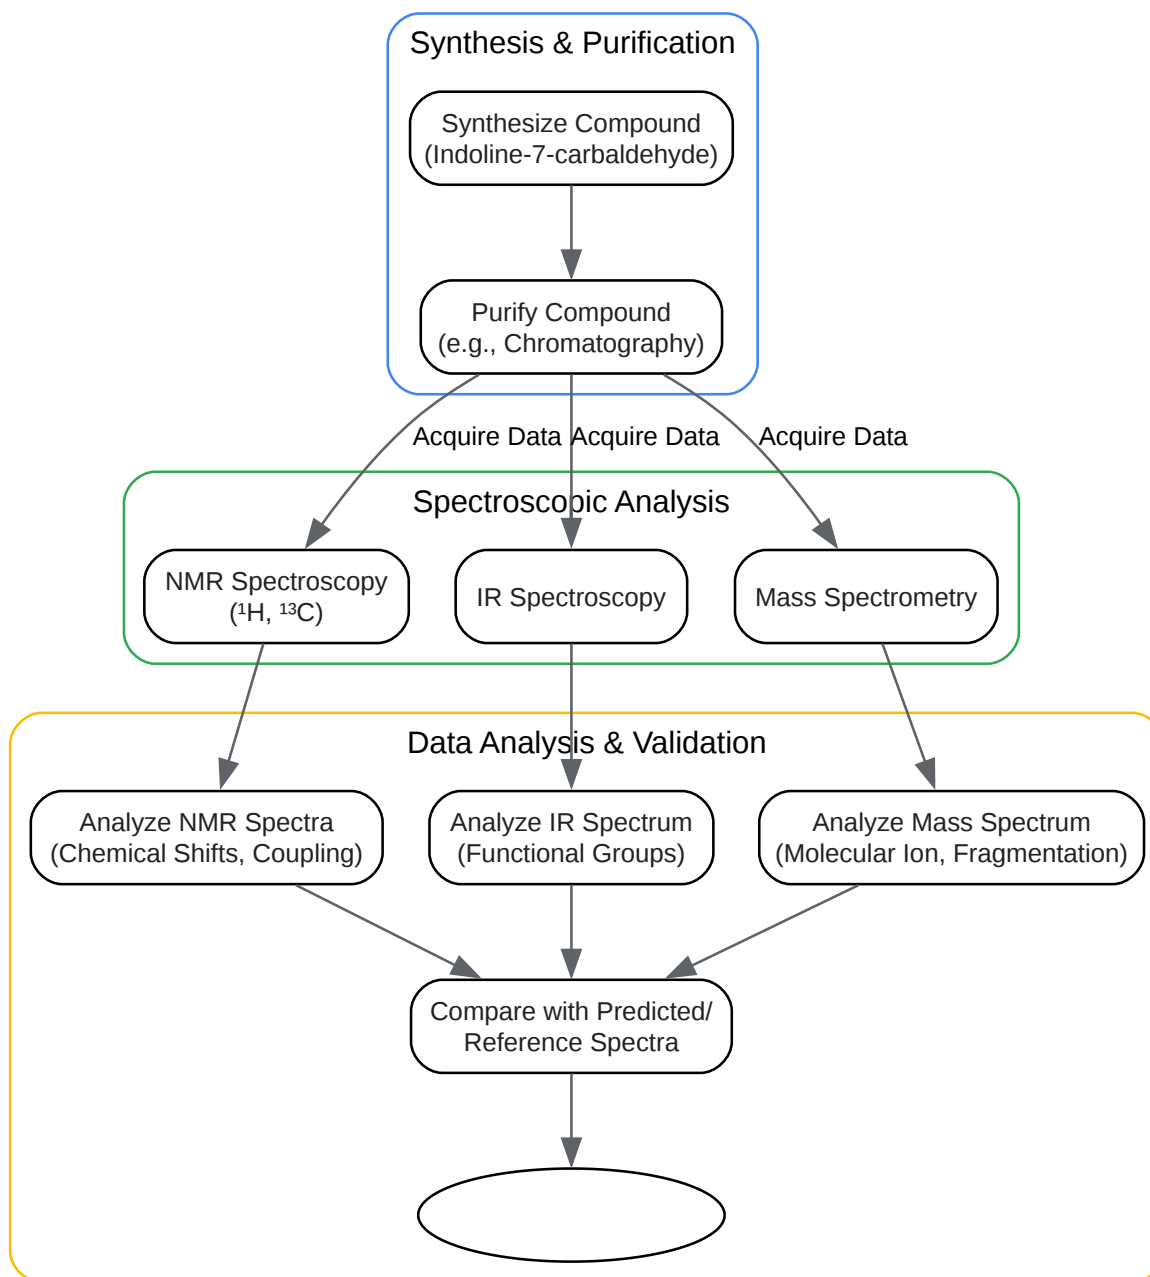 Synthesis & Purification
Synthesize Compound
(Indoline-7-carbaldehyde)
Purify Compound
(e.g., Chromatography)
Acquire Data
Acquire Data
Acquire Data
Spectroscopic Analysis
NMR Spectroscopy
(¹H, ¹³C)
IR Spectroscopy
Mass Spectrometry
Data Analysis & Validation
Analyze NMR Spectra
(Chemical Shifts, Coupling)
Analyze IR Spectrum
(Functional Groups)
Analyze Mass Spectrum
(Molecular Ion, Fragmentation)
Compare with Predicted/
Reference Spectra